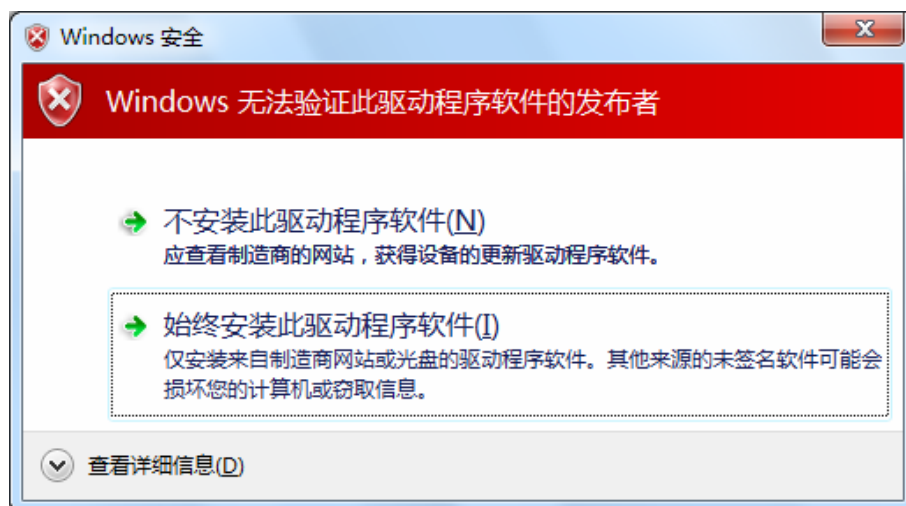 Windows 安全
Windows 无法验证此驱动程序软件的发布者
不安装此驱动程序软件(N)
应查看制造商的网站，获得设备的更新驱动程序软件。
始终安装此驱动程序软件(I)
仅安装来自制造商网站或光盘的驱动程序软件。其他来源的未签名软件可能会
损坏您的计算机或窃取信息。
查看详细信息(D)